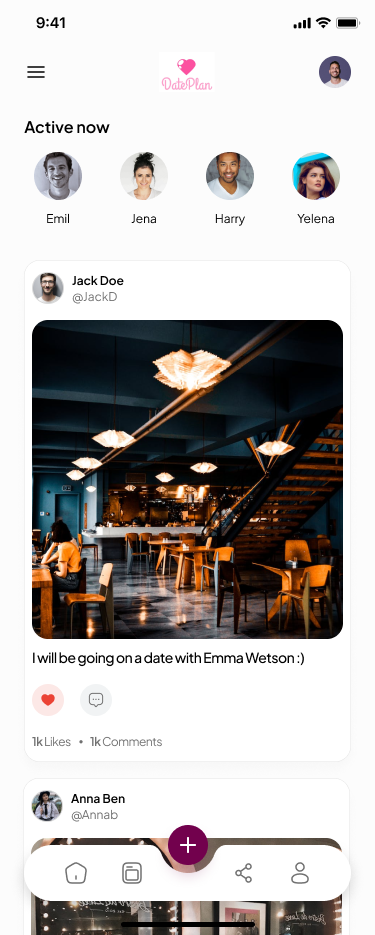 9:41
DatePlan
Active now
Emil
Jena
Harry
Yelena
Jack Doe
@JackD
I will be going on a date with Emma Wetson :)
1k Likes • 1k Comments
Anna Ben
@Annab